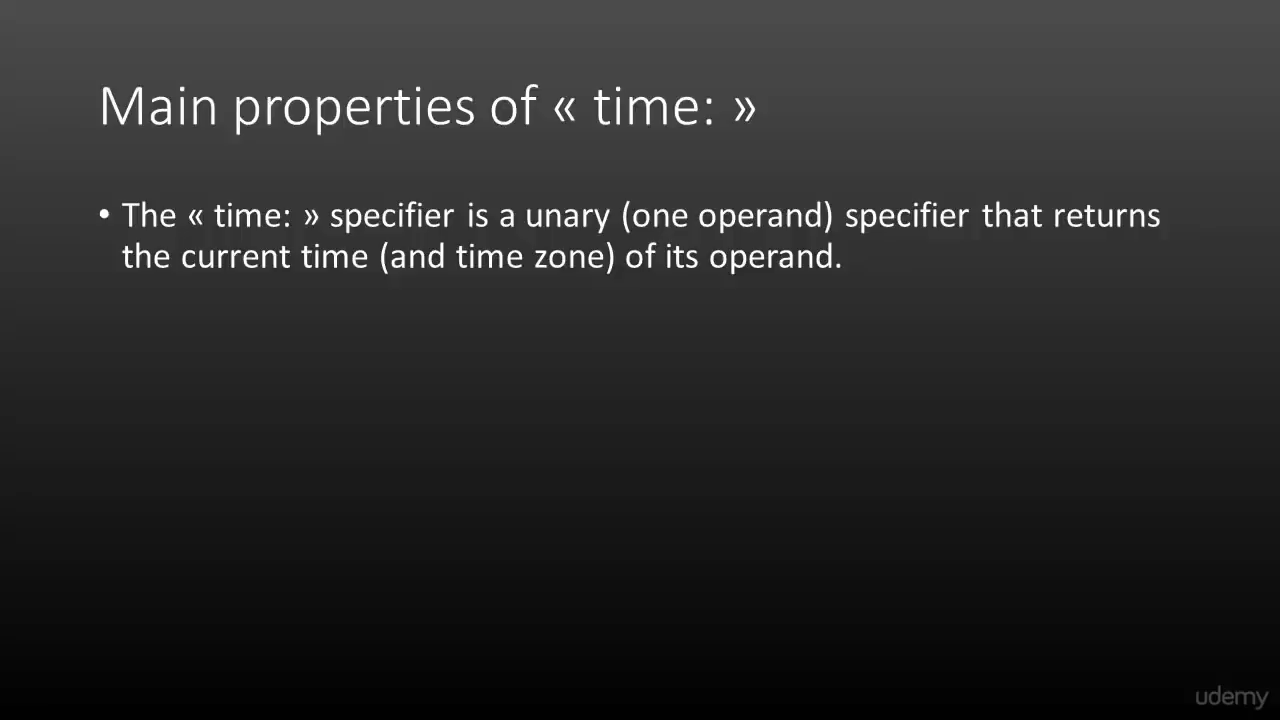 Main properties of « time: »
• The « time: » specifier is a unary (one operand) specifier that returns
the current time (and time zone) of its operand.
udemy